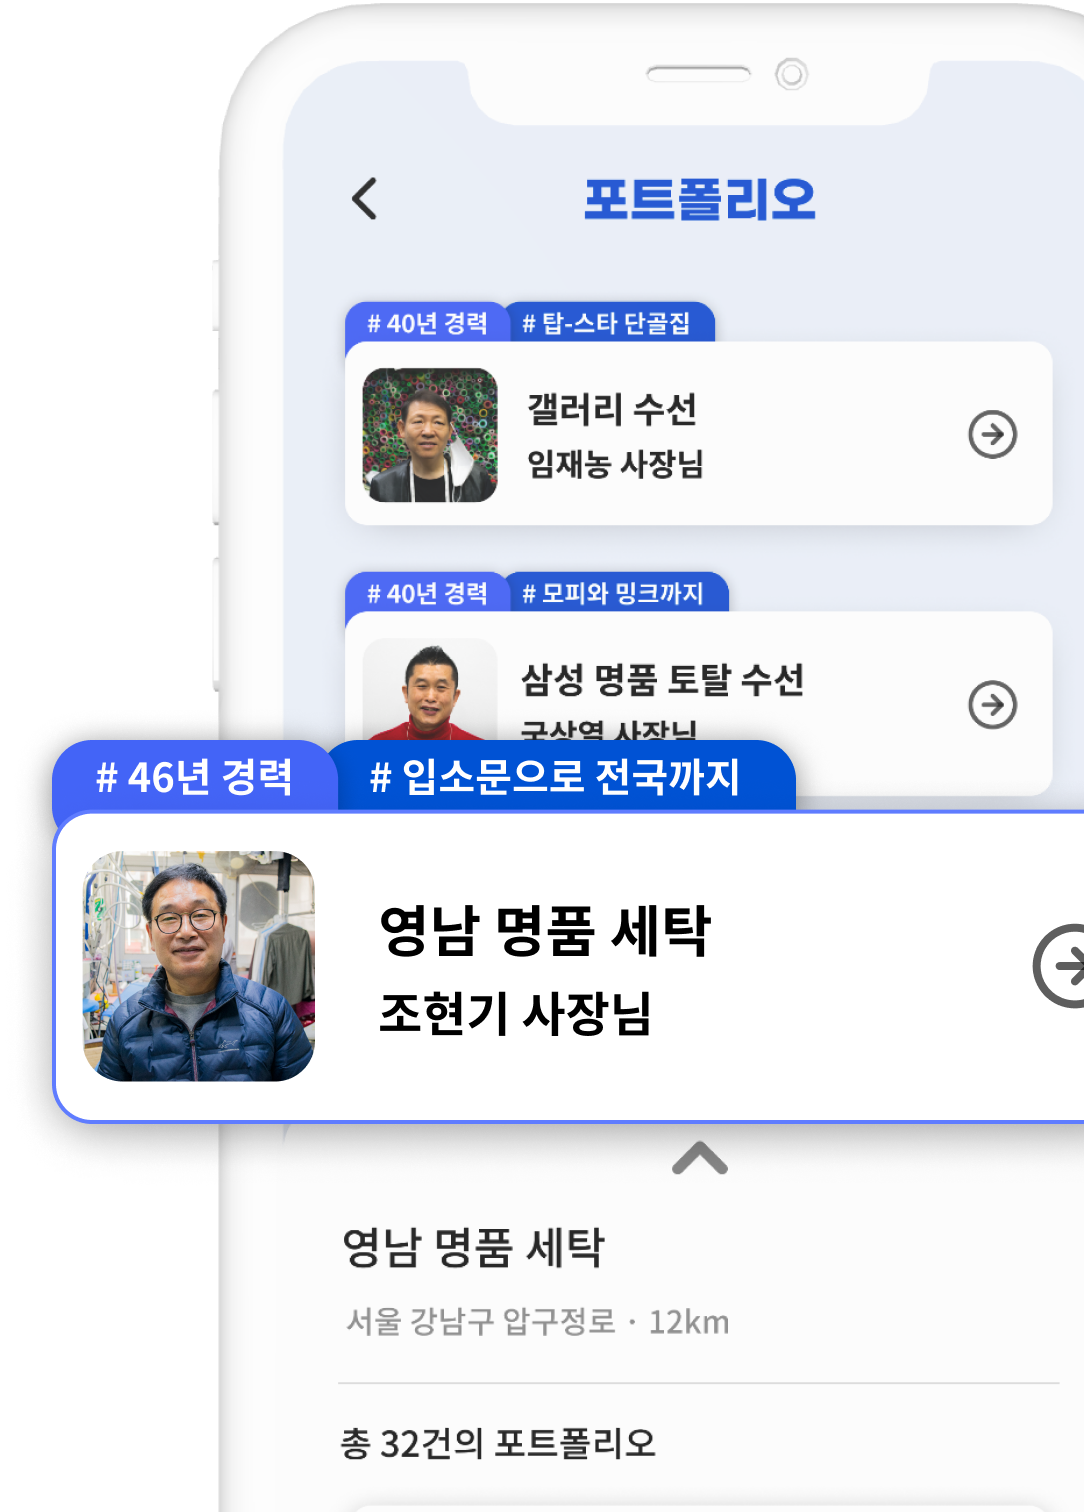 포트폴리오
# 40년 경력 # 탑-스타 단골집
갤러리 수선
임재농 사장님
# 40년 경력 # 모피와 밍크까지
삼성 명품 토탈 수선
사장님
# 46년 경력 # 입소문으로 전국까지
영남 명품 세탁
조현기 사장님
영남 명품 세탁
서울 강남구 압구정로 · 12km
총 32건의 포트폴리오